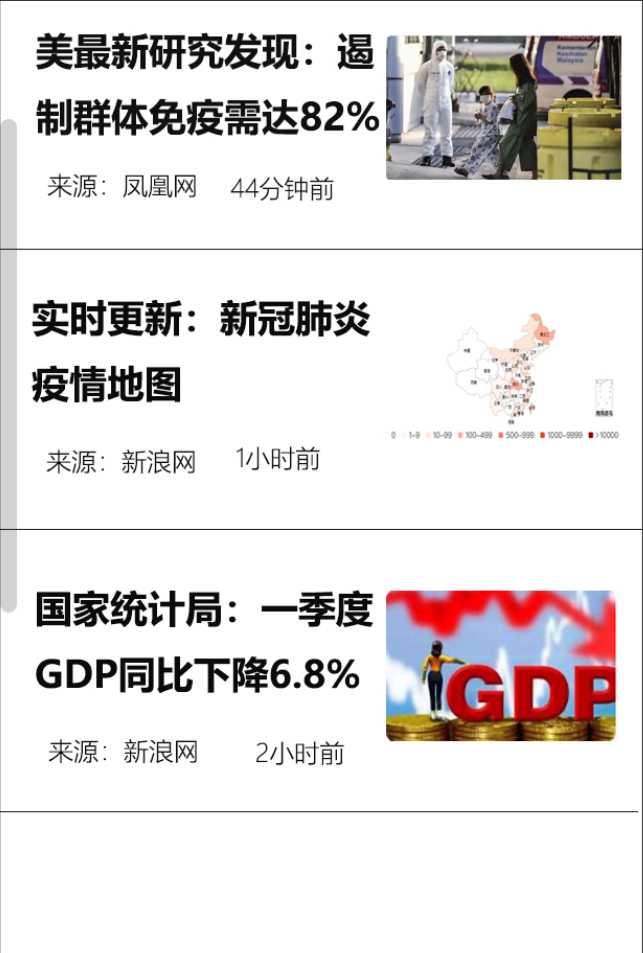 美最新研究发现：遏
制群体免疫需达82%
Kementerian
Kesihatan
Malaysia
来源：凤凰网 44分钟前
实时更新：新冠肺炎
疫情地图
0 1-9 10-99 100-499 500-999 1000-9999 >10000
来源：新浪网 1小时前
国家统计局：一季度
GDP同比下降6.8%
GDP
来源：新浪网 2小时前